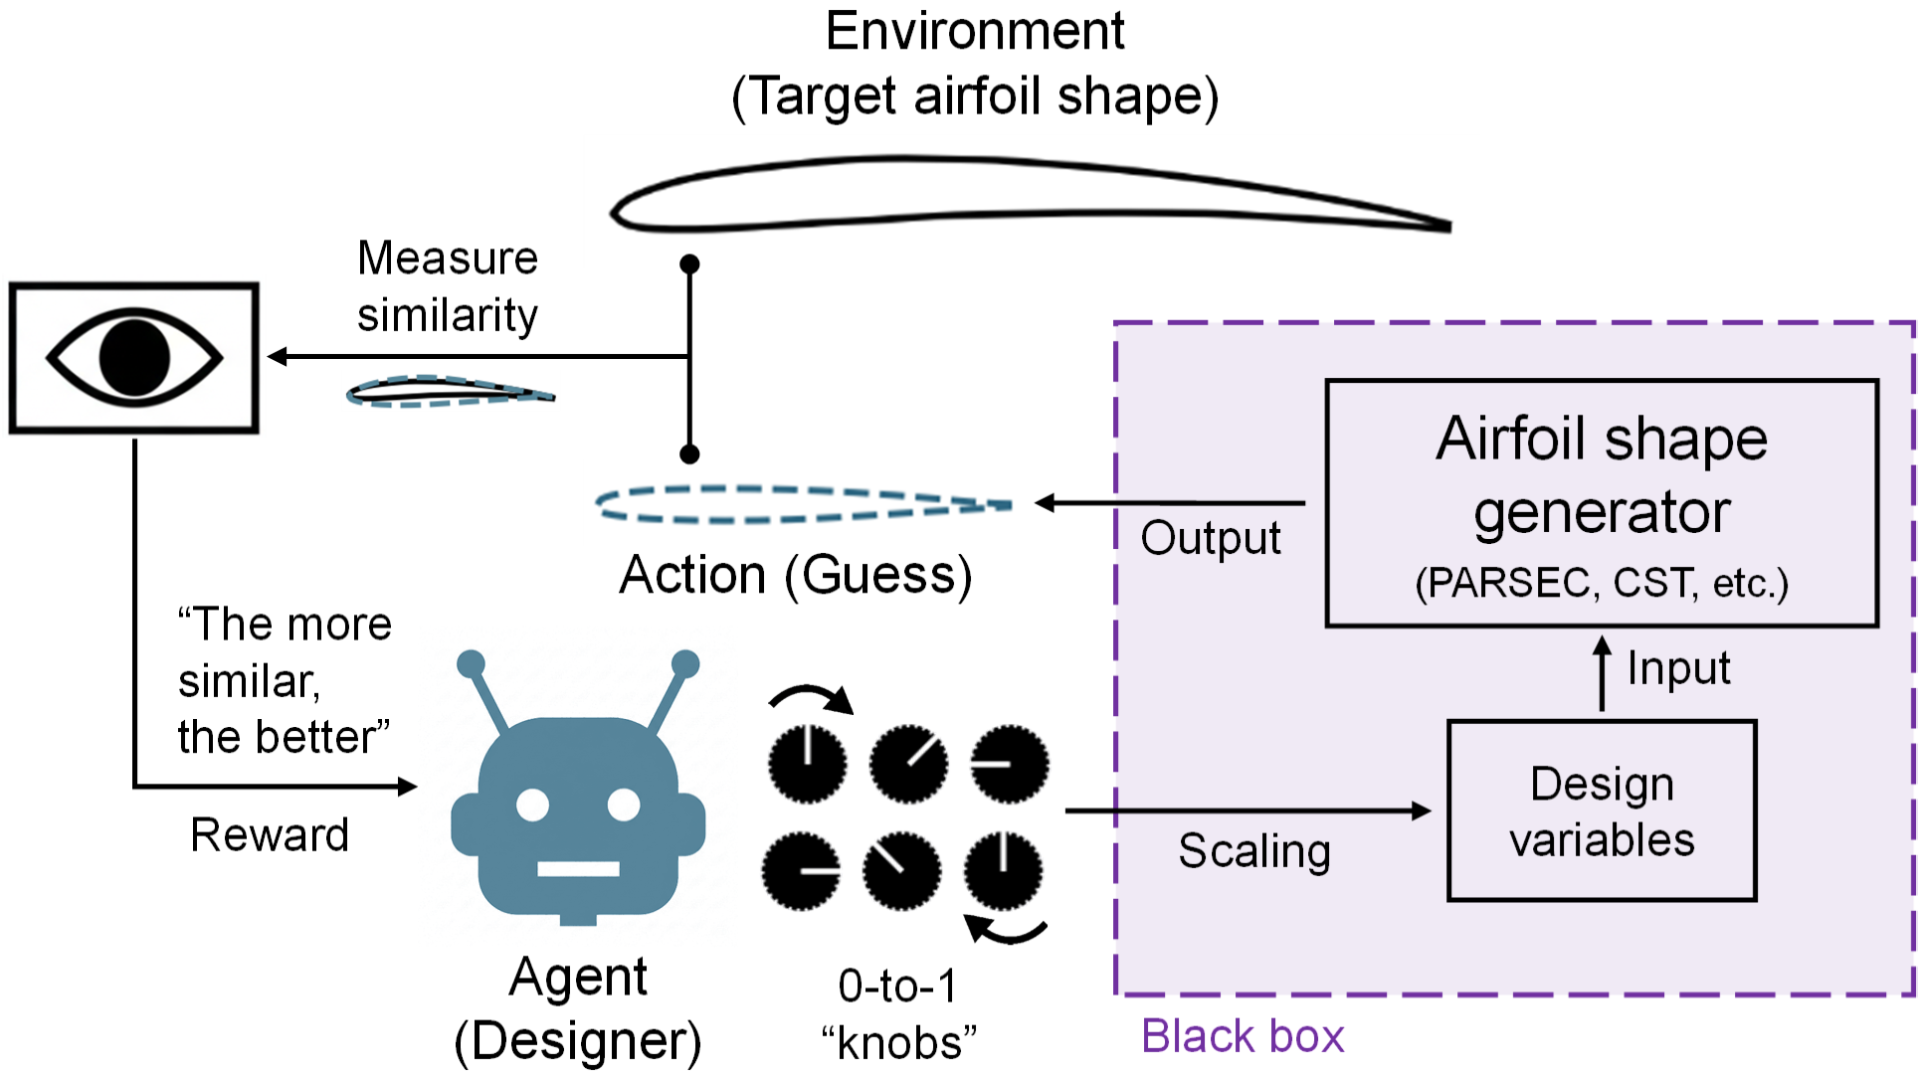 Environment
(Target airfoil shape)
Measure
similarity
Airfoil shape
generator
(PARSEC, CST, etc.)
Output
Action (Guess)
“The more
similar,
the better”
Reward
Input
Design
variables
Scaling
Agent
(Designer)
0-to-1
“knobs”
Black box